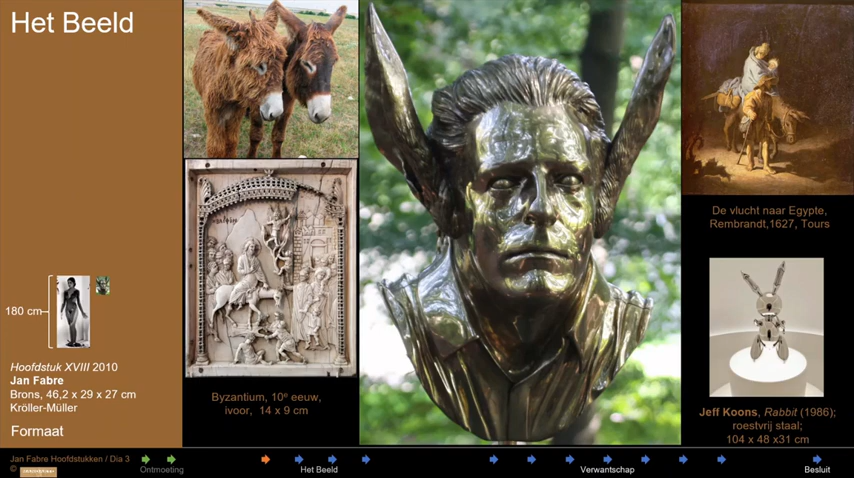 Het Beeld
180 cm
Hoofdstuk XVIII 2010
Jan Fabre
Brons, 46,2 x 29 x 27 cm
Kröller-Müller
Formaat
Byzantium, 10e eeuw,
ivoor, 14 x 9 cm
De vlucht naar Egypte,
Rembrandt,1627, Tours
Jeff Koons, Rabbit (1986);
roestvrij staal;
104 x 48 x31 cm
Jan Fabre Hoofdstukken / Dia 3
©
Ontmoeting
Het Beeld
Verwantschap
Besluit